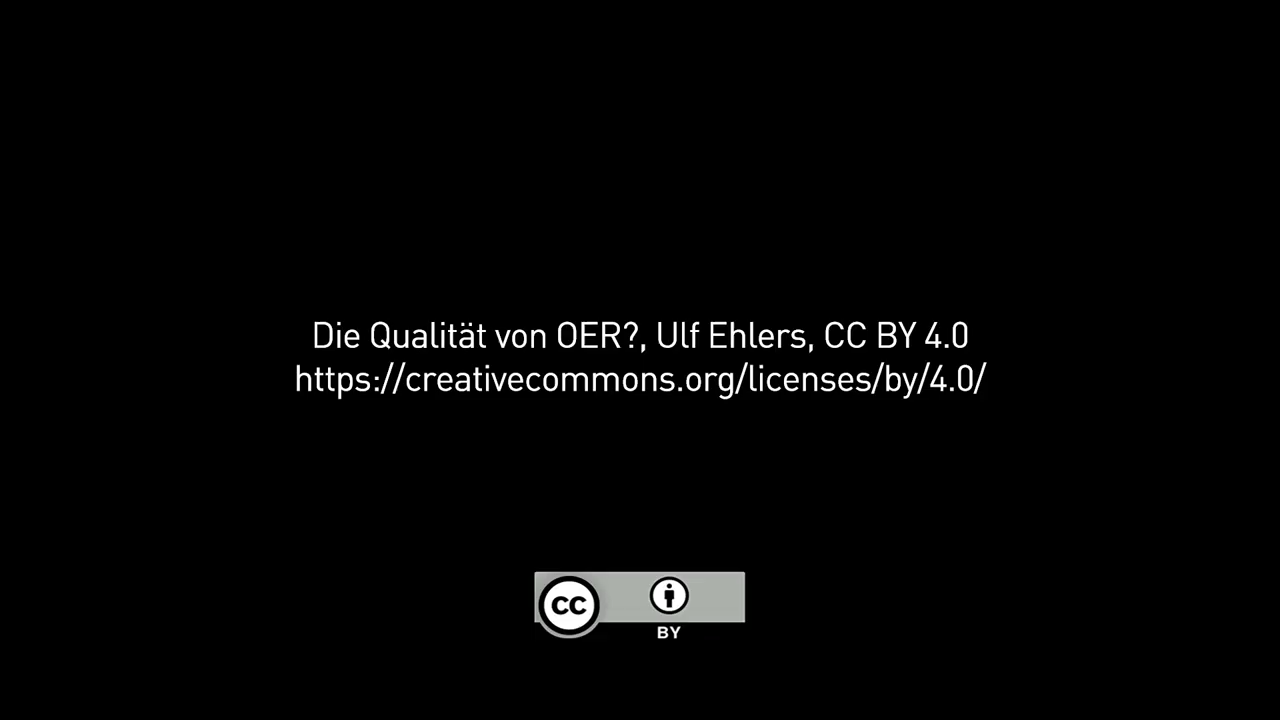 Die Qualität von OER?, Ulf Ehlers, CC BY 4.0
https://creativecommons.org/licenses/by/4.0/
CC
BY